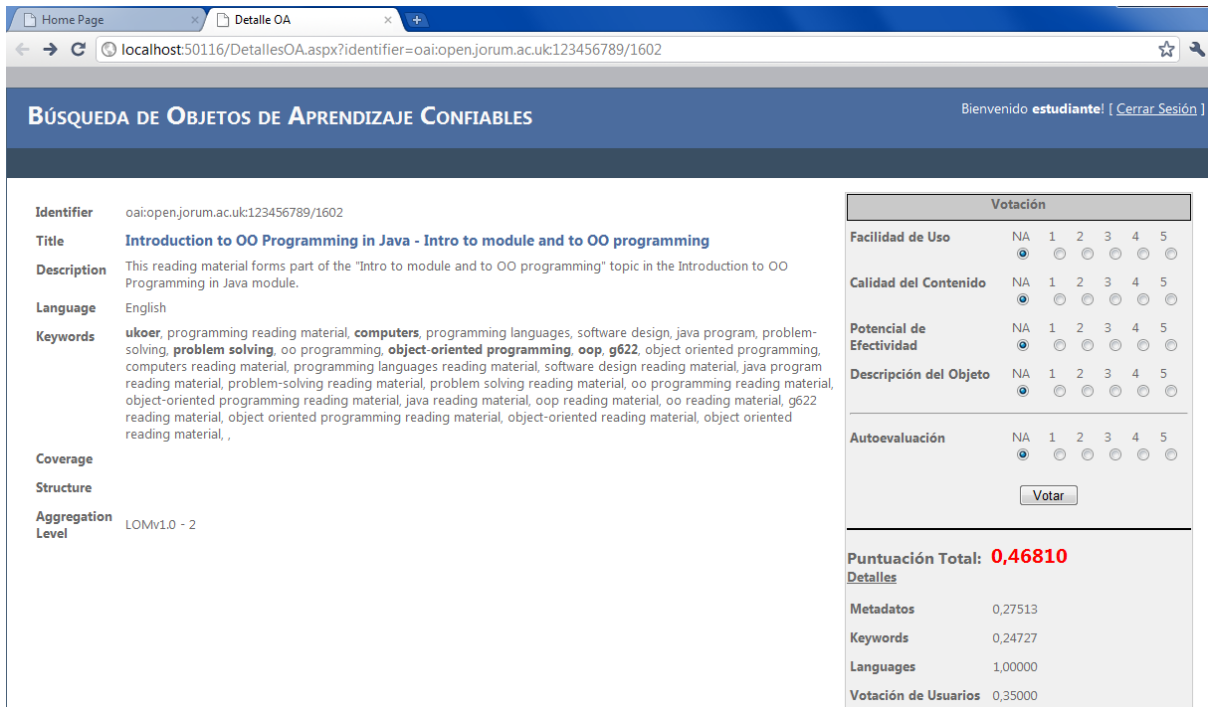 Home Page
Detalle OA
localhost:50116/DetallesOA.aspx?identifier=oai:open.jorum.ac.uk:123456789/1602
Búsqueda de Objetos de Aprendizaje Confiables
Bienvenido estudiante! [ Cerrar Sesión ]
Identifier oai:open.jorum.ac.uk:123456789/1602
Title Introduction to OO Programming in Java - Intro to module and to OO programming
Description This reading material forms part of the "Intro to module and to OO programming" topic in the Introduction to OO
Programming in Java module.
Language English
Keywords ukoer, programming reading material, computers, programming languages, software design, java program, problem-
solving, problem solving, oo programming, object-oriented programming, oop, g622, object oriented programming,
computers reading material, programming languages reading material, software design reading material, java program
reading material, problem-solving reading material, problem solving reading material, oo programming reading material,
object-oriented programming reading material, java reading material, oop reading material, oo reading material, g622
reading material, object oriented programming reading material, object-oriented reading material, object oriented
reading material, ,
Coverage
Structure
Aggregation
Level
LOMv1.0 - 2
Votación
Facilidad de Uso NA 1 2 3 4 5
Calidad del Contenido NA 1 2 3 4 5
Potencial de NA 1 2 3 4 5
Efectividad
Descripción del Objeto NA 1 2 3 4 5
Autoevaluación NA 1 2 3 4 5
Votar
Puntuación Total: 0,46810
Detalles
Metadatos 0,27513
Keywords 0,24727
Languages 1,00000
Votación de Usuarios 0,35000